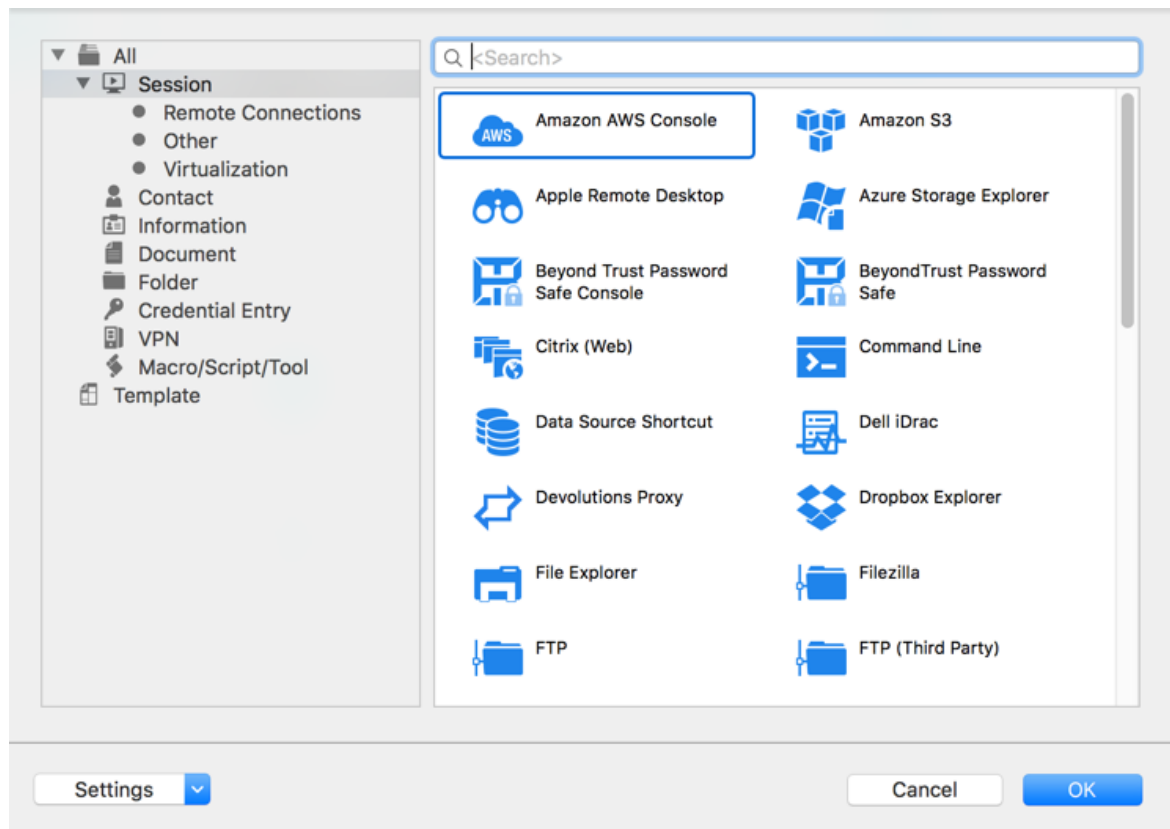 All
Session
Remote Connections
Other
Virtualization
Contact
Information
Document
Folder
Credential Entry
VPN
Macro/Script/Tool
Template
<Search>
AWS
Amazon AWS Console
Amazon S3
Apple Remote Desktop
Azure Storage Explorer
Beyond Trust Password
Safe Console
BeyondTrust Password
Safe
Citrix (Web)
Command Line
Data Source Shortcut
Dell iDrac
Devolutions Proxy
Dropbox Explorer
File Explorer
Filezilla
FTP
FTP (Third Party)
Settings
Cancel
OK